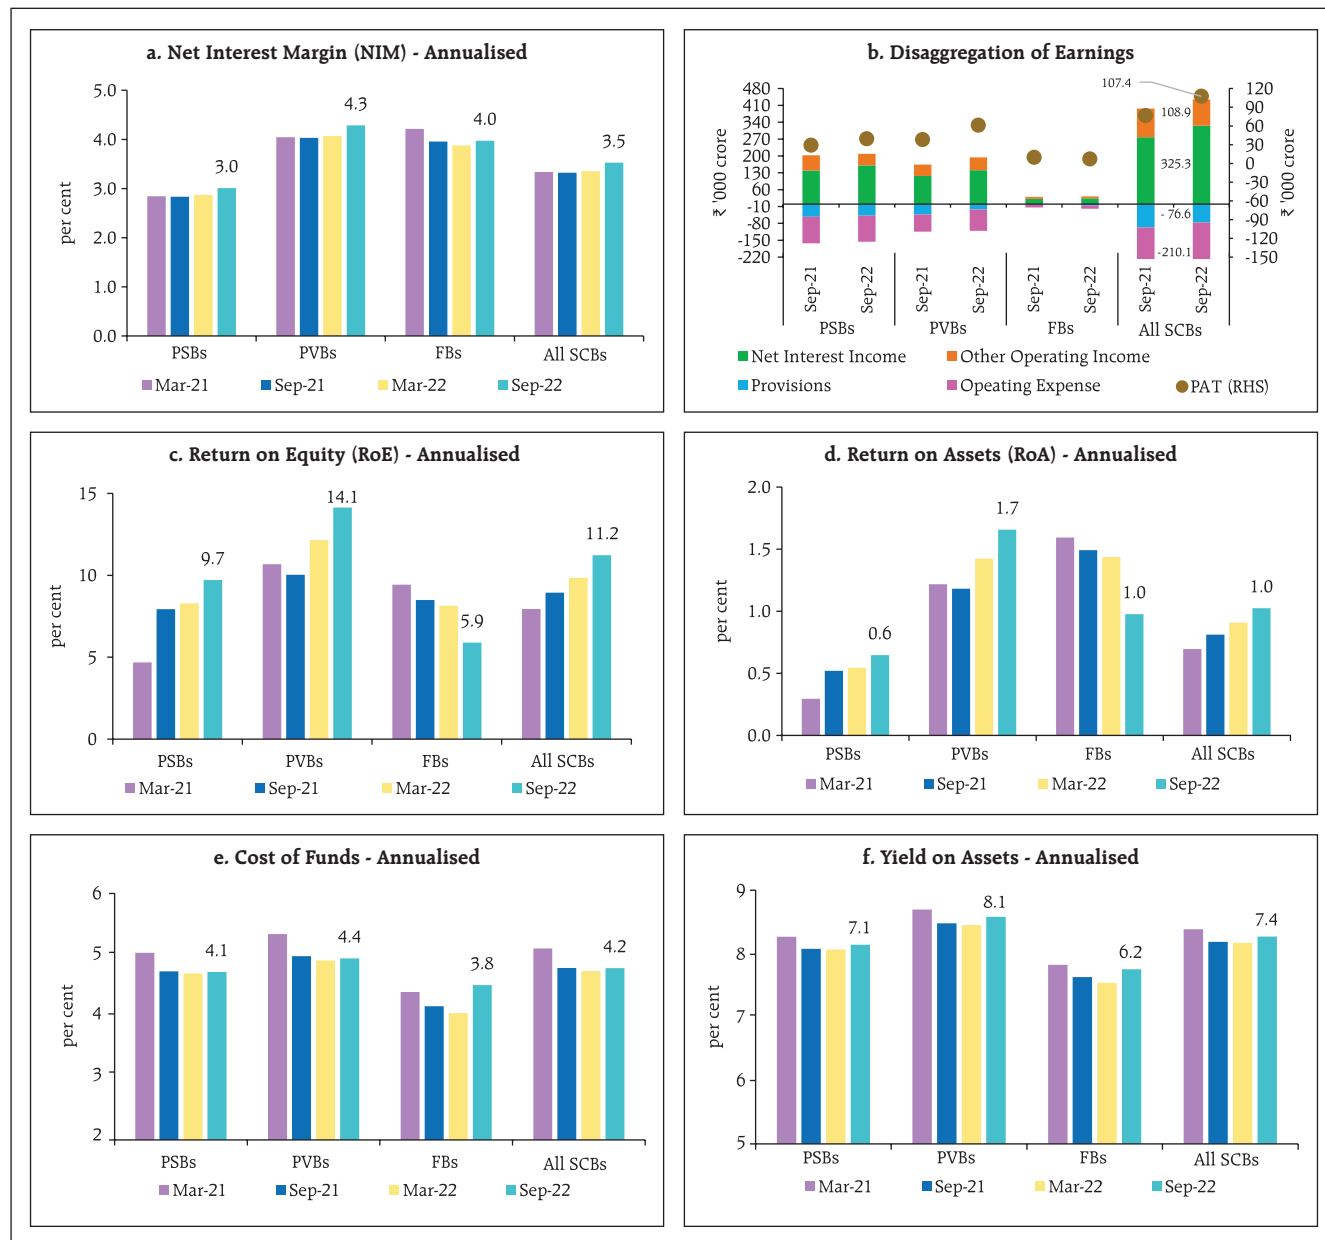 a. Net Interest Margin (NIM) - Annualised
5.0
4.0
3.0
2.0
1.0
0.0
per cent
3.0
4.3
4.0
3.5
PSBs PVBs FBs All SCBs
Mar-21 Sep-21 Mar-22 Sep-22
b. Disaggregation of Earnings
480
410
340
270
200
130
60
-10
-80
-150
-220
₹ '000 crore
107.4
108.9
325.3
- 76.6
-210.1
120
90
60
30
0
-30
-60
-90
-120
-150
₹ '000 crore
Sep-21 Sep-22 Sep-21 Sep-22 Sep-21 Sep-22 Sep-21 Sep-22
PSBs PVBs FBs All SCBs
Net Interest Income Other Operating Income
Provisions Opeating Expense PAT (RHS)
c. Return on Equity (RoE) - Annualised
15
10
5
0
per cent
9.7
14.1
5.9
11.2
PSBs PVBs FBs All SCBs
Mar-21 Sep-21 Mar-22 Sep-22
d. Return on Assets (RoA) - Annualised
2.0
1.5
1.0
0.5
0.0
per cent
0.6
1.7
1.0
1.0
PSBs PVBs FBs All SCBs
Mar-21 Sep-21 Mar-22 Sep-22
e. Cost of Funds - Annualised
6
5
4
3
2
per cent
4.1
4.4
3.8
4.2
PSBs PVBs FBs All SCBs
Mar-21 Sep-21 Mar-22 Sep-22
f. Yield on Assets - Annualised
9
8
7
6
5
per cent
7.1
8.1
6.2
7.4
PSBs PVBs FBs All SCBs
Mar-21 Sep-21 Mar-22 Sep-22